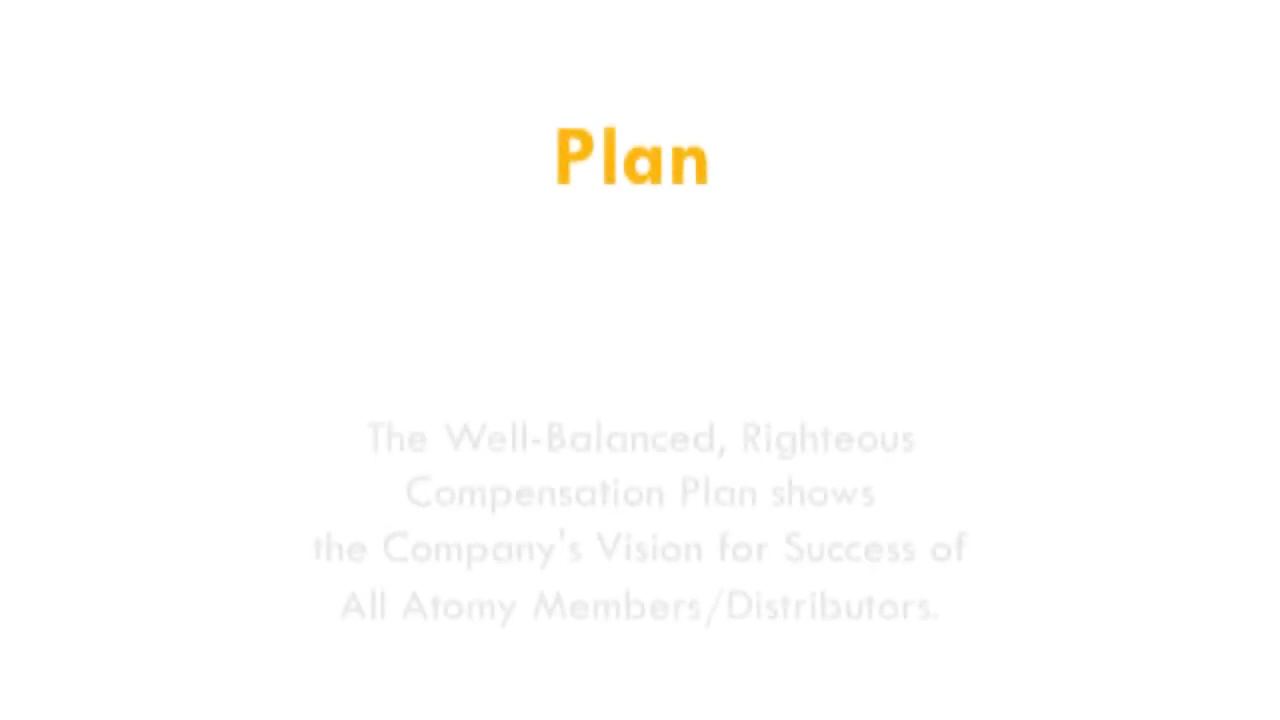 Plan
The Well-Balanced, Righteous
Compensation Plan shows
the Company's Vision for Success of
All Atomy Members/Distributors.